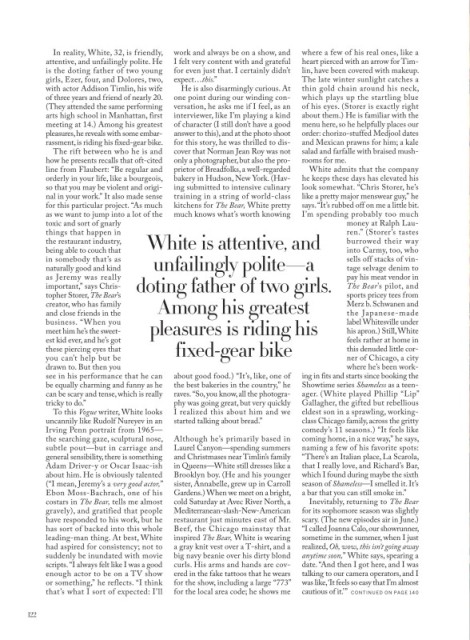 In reality, White, 32, is friendly,
attentive, and unfailingly polite. He
is the doting father of two young
girls, Ezer, four, and Dolores, two,
with actor Addison Timlin, his wife
of three years and friend of nearly 20.
(They attended the same performing
arts high school in Manhattan, first
meeting at 14.) Among his greatest
pleasures, he reveals with some embar-
rassment, is riding his fixed-gear bike.
The rift between who he is and
how he presents recalls that oft-cited
line from Flaubert: "Be regular and
orderly in your life, like a bourgeois,
so that you may be violent and origi-
nal in your work." It also made sense
for this particular project. "As much
as we want to jump into a lot of the
toxic and sort of gnarly
things that happen in
the restaurant industry,
being able to couch that
in somebody that's as
naturally good and kind
as Jeremy was really
important," says Chris-
topher Storer, The Bear's
creator, who has family
and close friends in the
business. "When you
meet him he's the sweet-
est kid ever, and he's got
these piercing eyes that
you can't help but be
drawn to. But then you
see in his performance that he can
be equally charming and funny as he
can be scary and tense, which is really
tricky to do."
To this Vogue writer, White looks
uncannily like Rudolf Nureyev in an
Irving Penn portrait from 1965—
the searching gaze, sculptural nose,
subtle pout—but in carriage and
general sensibility, there is something
Adam Driver-y or Oscar Isaac-ish
about him. He is obviously talented
("I mean, Jeremy's a very good actor,"
Ebon Moss-Bachrach, one of his
costars in The Bear, tells me almost
gravely), and gratified that people
have responded to his work, but he
has sort of backed into this whole
leading-man thing. At best, White
had aspired for consistency; not to
suddenly be inundated with movie
scripts. "I always felt like I was a good
enough actor to be on a TV show
or something," he reflects. "I think
that's what I sort of expected: I'll
work and always be on a show, and
I felt very content with and grateful
for even just that. I certainly didn't
expect…this."
He is also disarmingly curious. At
one point during our winding con-
versation, he asks me if I feel, as an
interviewer, like I'm playing a kind
of character (I still don't have a good
answer to this), and at the photo shoot
for this story, he was thrilled to dis-
cover that Norman Jean Roy was not
only a photographer, but also the pro-
prietor of Breadfolks, a well-regarded
bakery in Hudson, New York. (Hav-
ing submitted to intensive culinary
training in a string of world-class
kitchens for The Bear, White pretty
much knows what's worth knowing
White is attentive, and
unfailingly polite—a
doting father of two girls.
Among his greatest
pleasures is riding his
fixed-gear bike
about good food.) "It's, like, one of
the best bakeries in the country," he
raves. "So, you know, all the photogra-
phy was going great, but very quickly
I realized this about him and we
started talking about bread."
Although he's primarily based in
Laurel Canyon—spending summers
and Christmases near Timlin's family
in Queens—White still dresses like a
Brooklyn boy. (He and his younger
sister, Annabelle, grew up in Carroll
Gardens.) When we meet on a bright,
cold Saturday at Avec River North, a
Mediterranean-slash-New-American
restaurant just minutes east of Mr.
Beef, the Chicago mainstay that
inspired The Bear, White is wearing
a gray knit vest over a T-shirt, and a
big navy beanie over his dirty blond
curls. His arms and hands are cov-
ered in the fake tattoos that he wears
for the show, including a large "773"
for the local area code; he shows me
where a few of his real ones, like a
heart pierced with an arrow for Tim-
lin, have been covered with makeup.
The late winter sunlight catches a
thin gold chain around his neck,
which plays up the startling blue
of his eyes. (Storer is exactly right
about them.) He is familiar with the
menu here, so he helpfully places our
order: chorizo-stuffed Medjool dates
and Mexican prawns for him; a kale
salad and farfalle with braised mush-
rooms for me.
White admits that the company
he keeps these days has elevated his
look somewhat. "Chris Storer, he's
like a pretty major menswear guy," he
says. "It's rubbed off on me a little bit.
I'm spending probably too much
money at Ralph Lau-
ren." (Storer's tastes
burrowed their way
into Carmy, too, who
sells off stacks of vin-
tage selvage denim to
pay his meat vendor in
The Bear's pilot, and
sports pricey tees from
Merz b. Schwanen and
the Japanese-made
label Whitesville under
his apron.) Still, White
feels rather at home in
this denuded little cor-
ner of Chicago, a city
where he's been work-
ing in fits and starts since booking the
Showtime series Shameless as a teen-
ager. (White played Phillip "Lip"
Gallagher, the gifted but rebellious
eldest son in a sprawling, working-
class Chicago family, across the gritty
comedy's 11 seasons.) "It feels like
coming home, in a nice way," he says,
naming a few of his favorite spots:
"There's an Italian place, La Scarola,
that I really love, and Richard's Bar,
which I found during maybe the sixth
season of Shameless—I smelled it. It's
a bar that you can still smoke in."
Inevitably, returning to The Bear
for its sophomore season was slightly
scary. (The new episodes air in June.)
"I called Joanna Calo, our showrunner,
sometime in the summer, when I just
realized, Oh, wow, this isn't going away
anytime soon," White says, spearing a
date. "And then I got here, and I was
talking to our camera operators, and I
was like, 'It feels so easy that I'm almost
cautious of it.'" CONTINUED ON PAGE 140